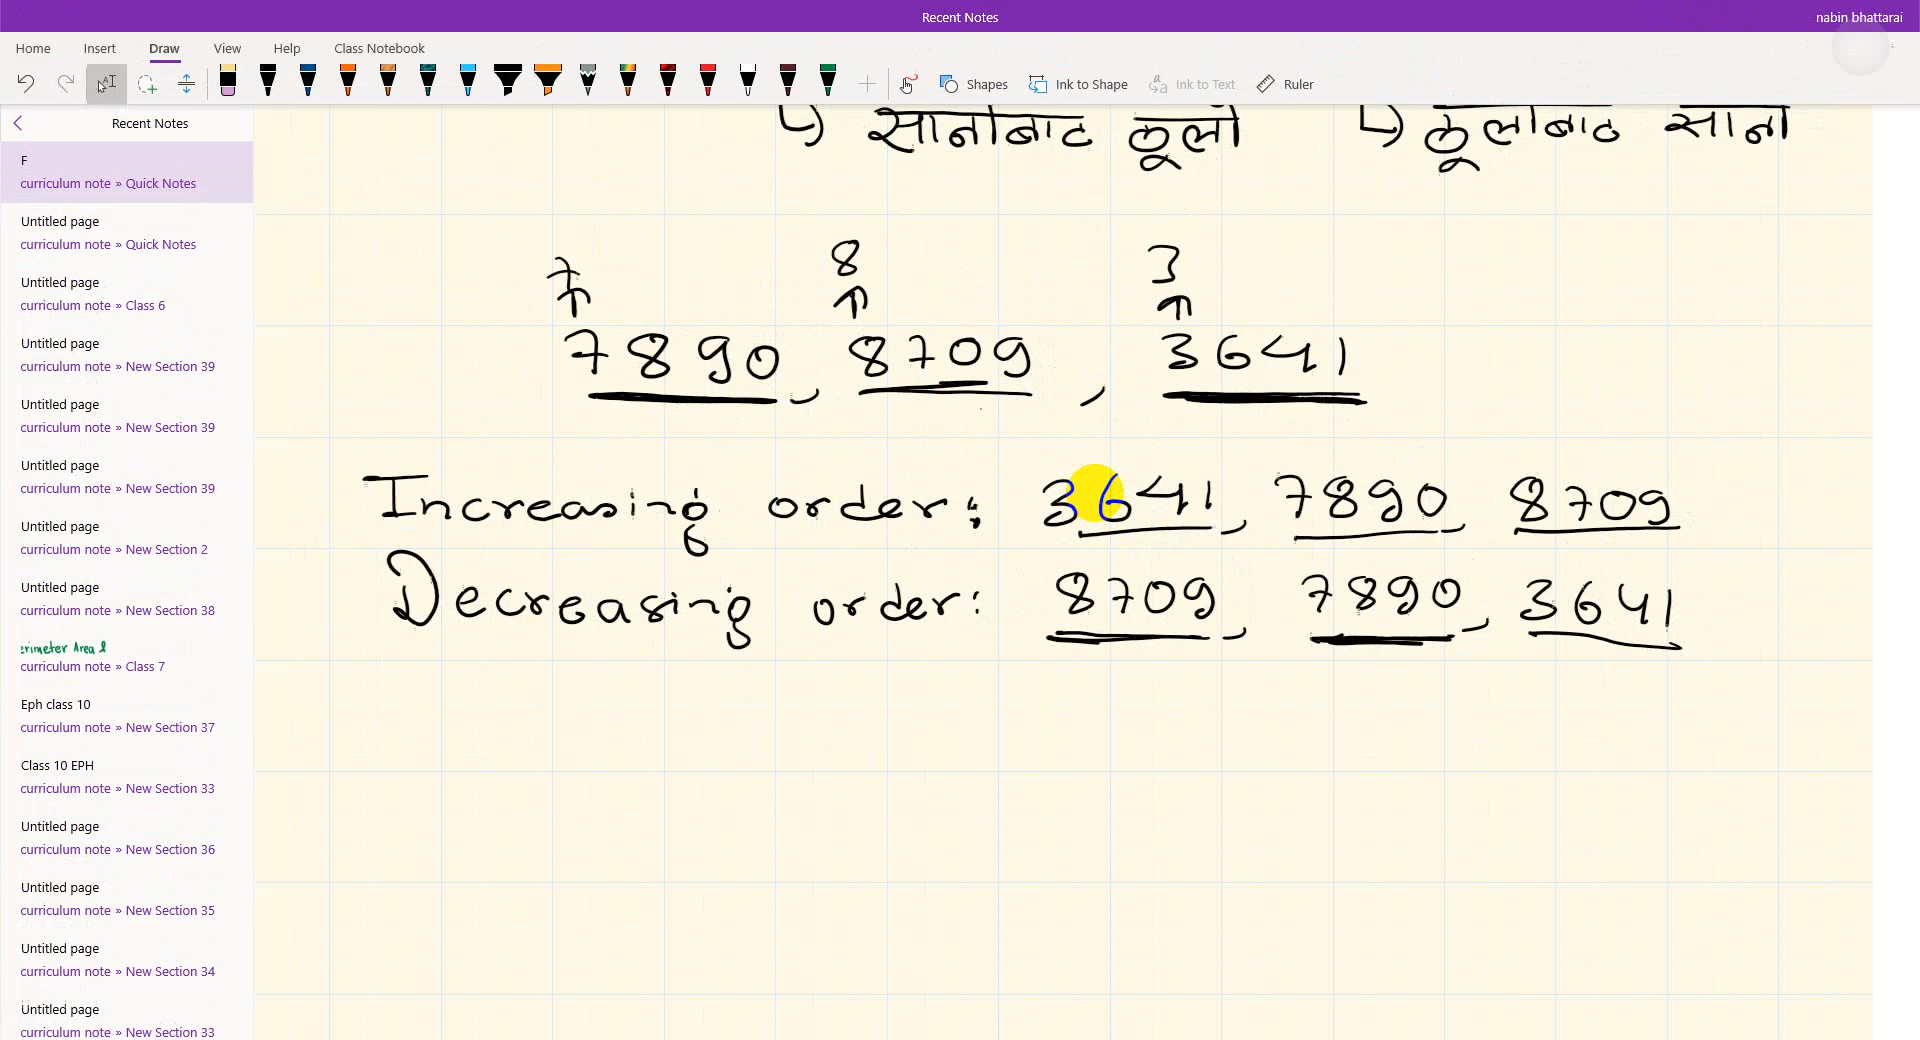 Recent Notes
nabin bhattarai
Home Insert Draw View Help Class Notebook
Shapes Ink to Shape Ink to Text Ruler
Recent Notes
F
curriculum note » Quick Notes
Untitled page
curriculum note » Quick Notes
Untitled page
curriculum note » Class 6
Untitled page
curriculum note » New Section 39
Untitled page
curriculum note » New Section 39
Untitled page
curriculum note » New Section 39
Untitled page
curriculum note » New Section 2
Untitled page
curriculum note » New Section 38
erimeter Area &
curriculum note » Class 7
Eph class 10
curriculum note » New Section 37
Class 10 EPH
curriculum note » New Section 33
Untitled page
curriculum note » New Section 36
Untitled page
curriculum note » New Section 35
Untitled page
curriculum note » New Section 34
Untitled page
curriculum note » New Section 33
सानोबाट ठूलो ठूलोबाट सानो
7 8 3
↑ ↑ ↑
7890, 8709, 3641
Increasing order: 3641, 7890, 8709
Decreasing order: 8709, 7890, 3641